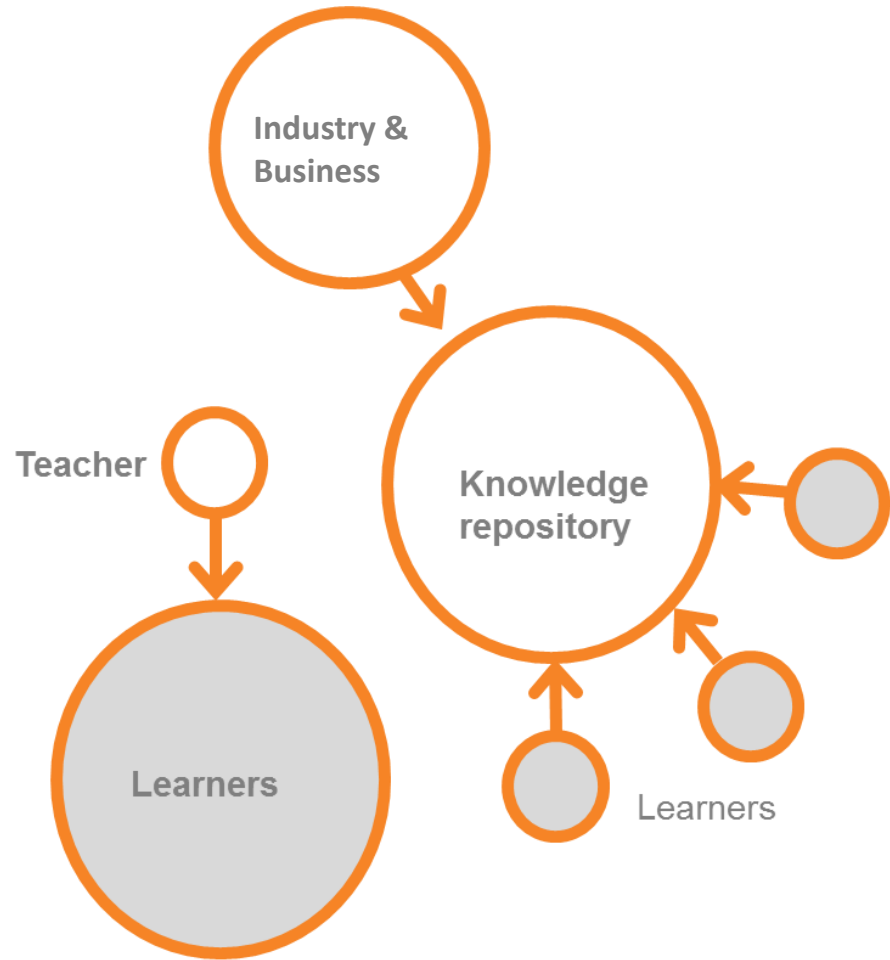 Industry &
Business
Teacher
Knowledge
repository
Learners
Learners